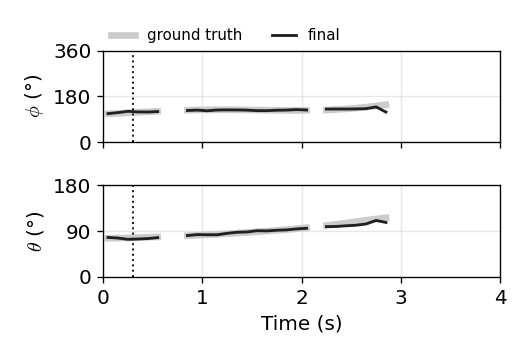 ground truth final
360
180
0
ϕ (°)
180
90
0
θ (°)
0 1 2 3 4
Time (s)